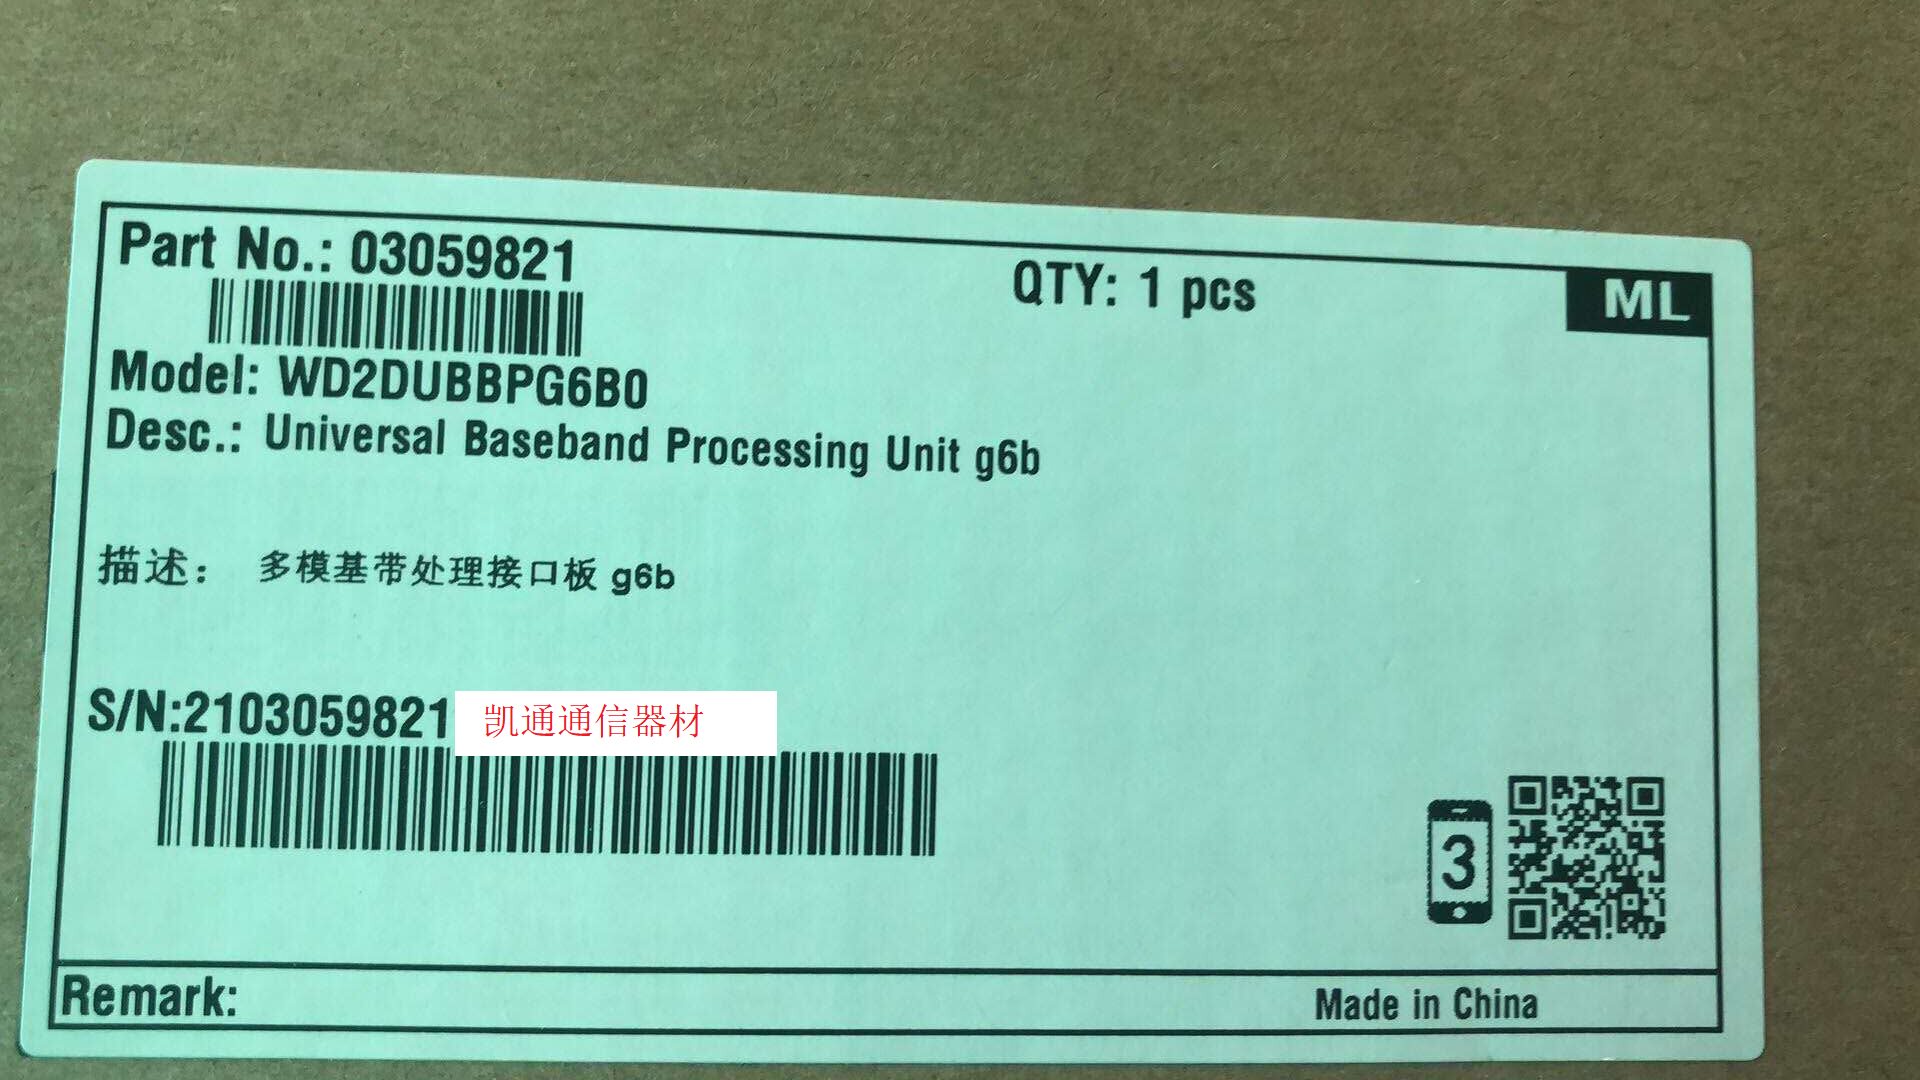 Part No.: 03059821
QTY: 1 pcs
ML
Model: WD2DUBBPG6B0
Desc.: Universal Baseband Processing Unit g6b
描述： 多模基带处理接口板 g6b
S/N:2103059821 凯通通信器材
3
Remark:
Made in China